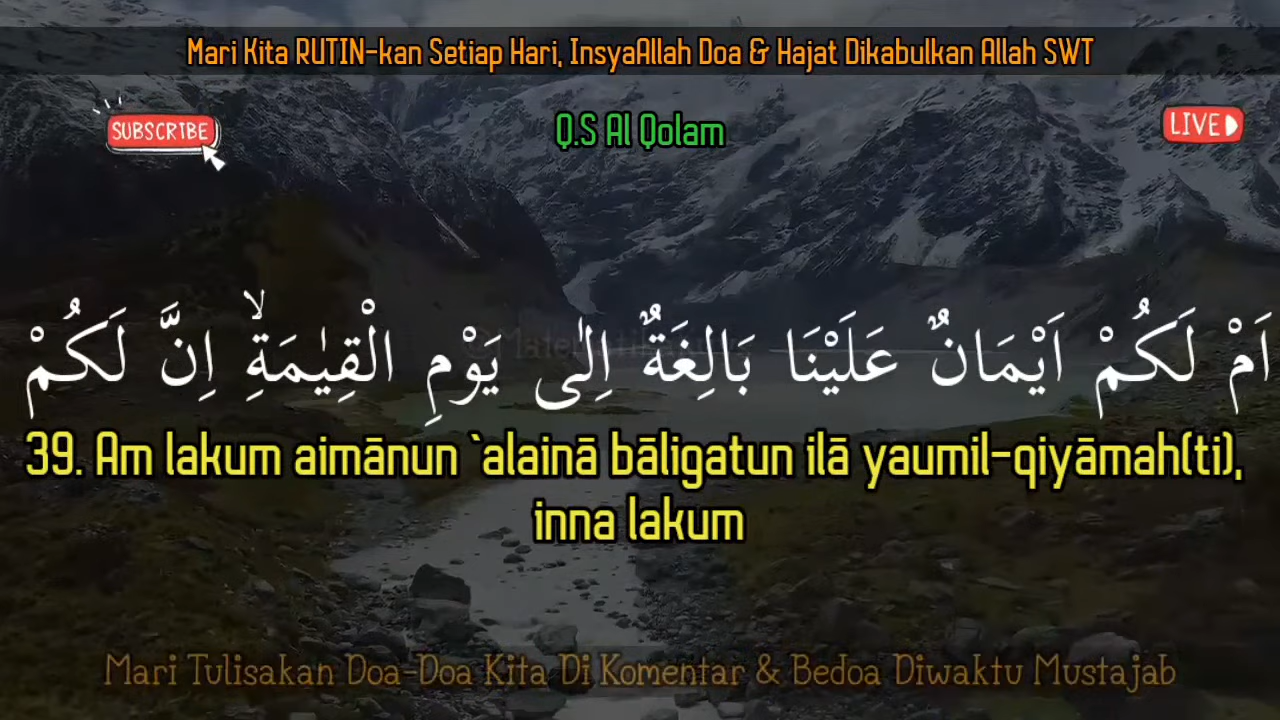 Mari Kita RUTIN-kan Setiap Hari, InsyaAllah Doa & Hajat Dikabulkan Allah SWT
SUBSCRIBE
Q.S Al Qolam
LIVE
اَمْ لَكُمْ اَيْمَانٌ عَلَيْنَا بَالِغَةٌ اِلٰى يَوْمِ الْقِيٰمَةِۙ اِنَّ لَكُمْ
39. Am lakum aimānun `alainā bāligatun ilā yaumil-qiyāmah(ti),
inna lakum
Mari Tulisakan Doa-Doa Kita Di Komentar & Bedoa Diwaktu Mustajab